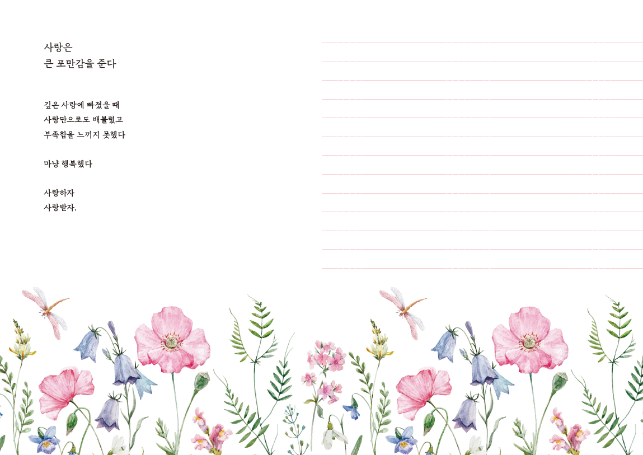 사랑은
큰 포만감을 준다
깊은 사랑에 빠졌을 때
사랑만으로도 배불렀고
부족함을 느끼지 못했다
마냥 행복했다
사랑하자
사랑받자.